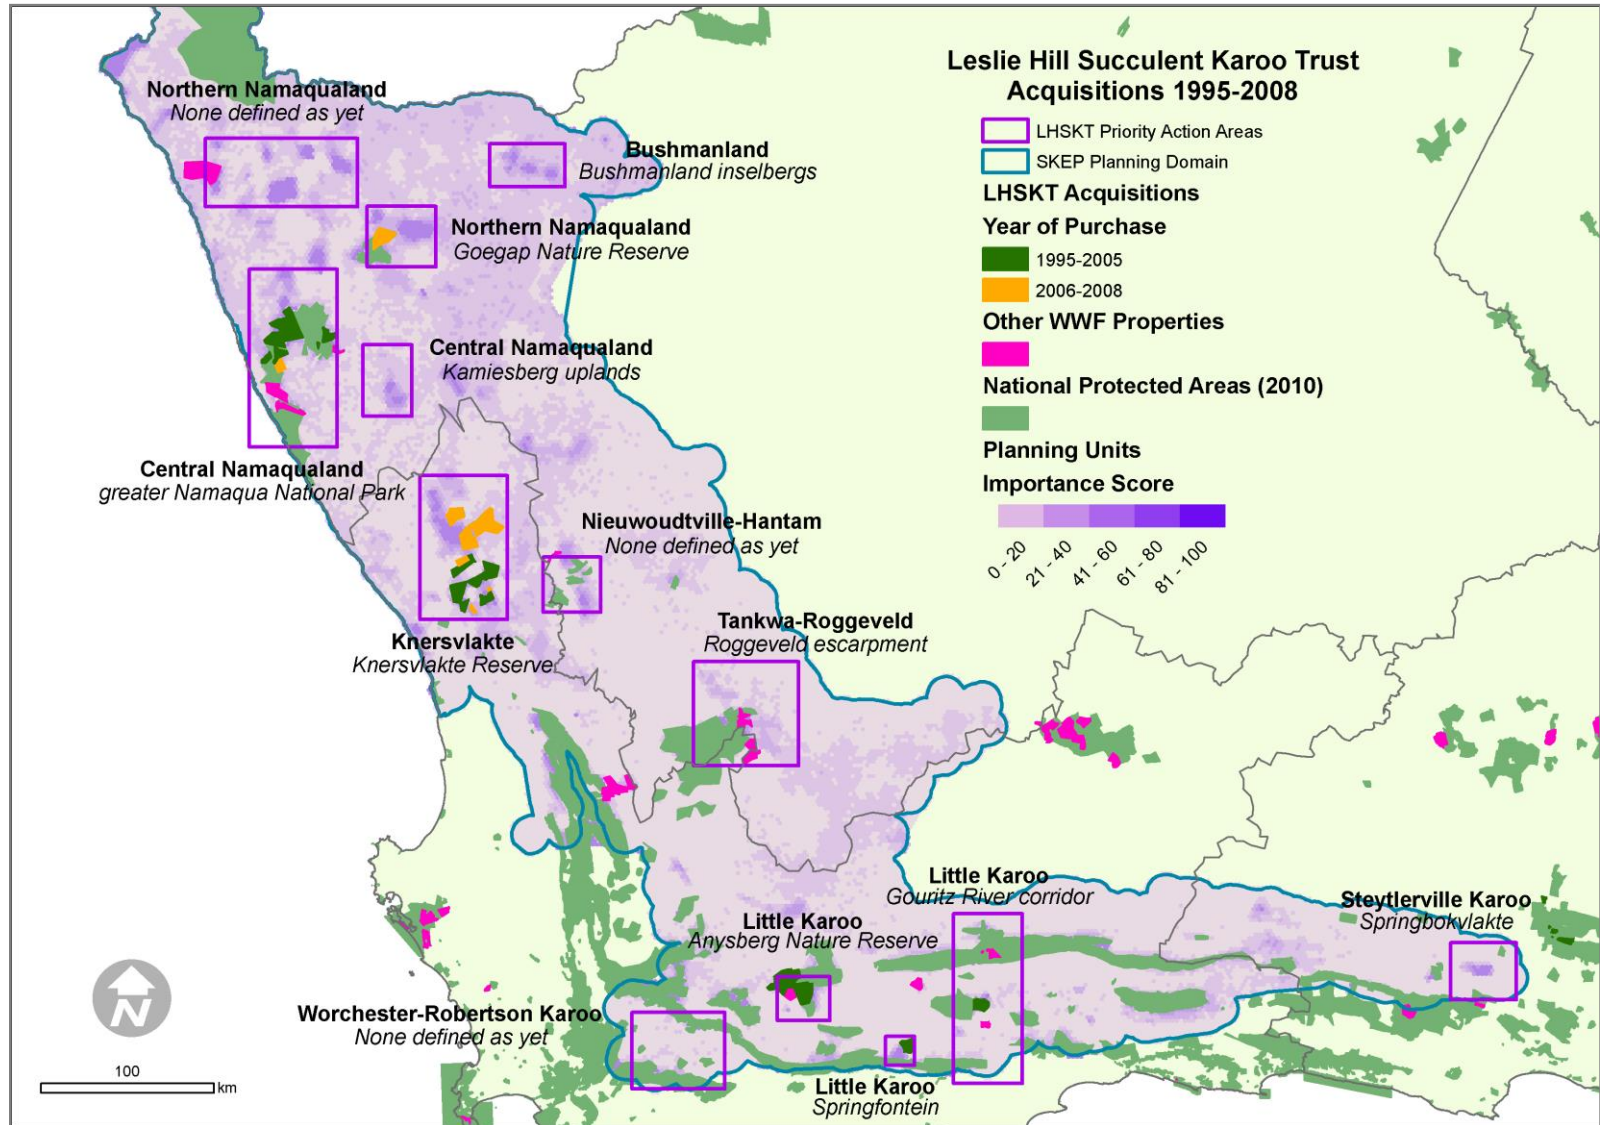 Leslie Hill Succulent Karoo Trust
Acquisitions 1995-2008
LHSKT Priority Action Areas
SKEP Planning Domain
LHSKT Acquisitions
Year of Purchase
1995-2005
2006-2008
Other WWF Properties
National Protected Areas (2010)
Planning Units
Importance Score
0 - 20
21 - 40
41 - 60
61 - 80
81 - 100
Northern Namaqualand
None defined as yet
Bushmanland
Bushmanland inselbergs
Northern Namaqualand
Goegap Nature Reserve
Central Namaqualand
Kamiesberg uplands
Central Namaqualand
greater Namaqua National Park
Nieuwoudtville-Hantam
None defined as yet
Knersvlakte
Knersvlakte Reserve
Tankwa-Roggeveld
Roggeveld escarpment
Little Karoo
Gouritz River corridor
Steytlerville Karoo
Springbokvlakte
Little Karoo
Anysberg Nature Reserve
Worchester-Robertson Karoo
None defined as yet
Little Karoo
Springfontein
N
100
km